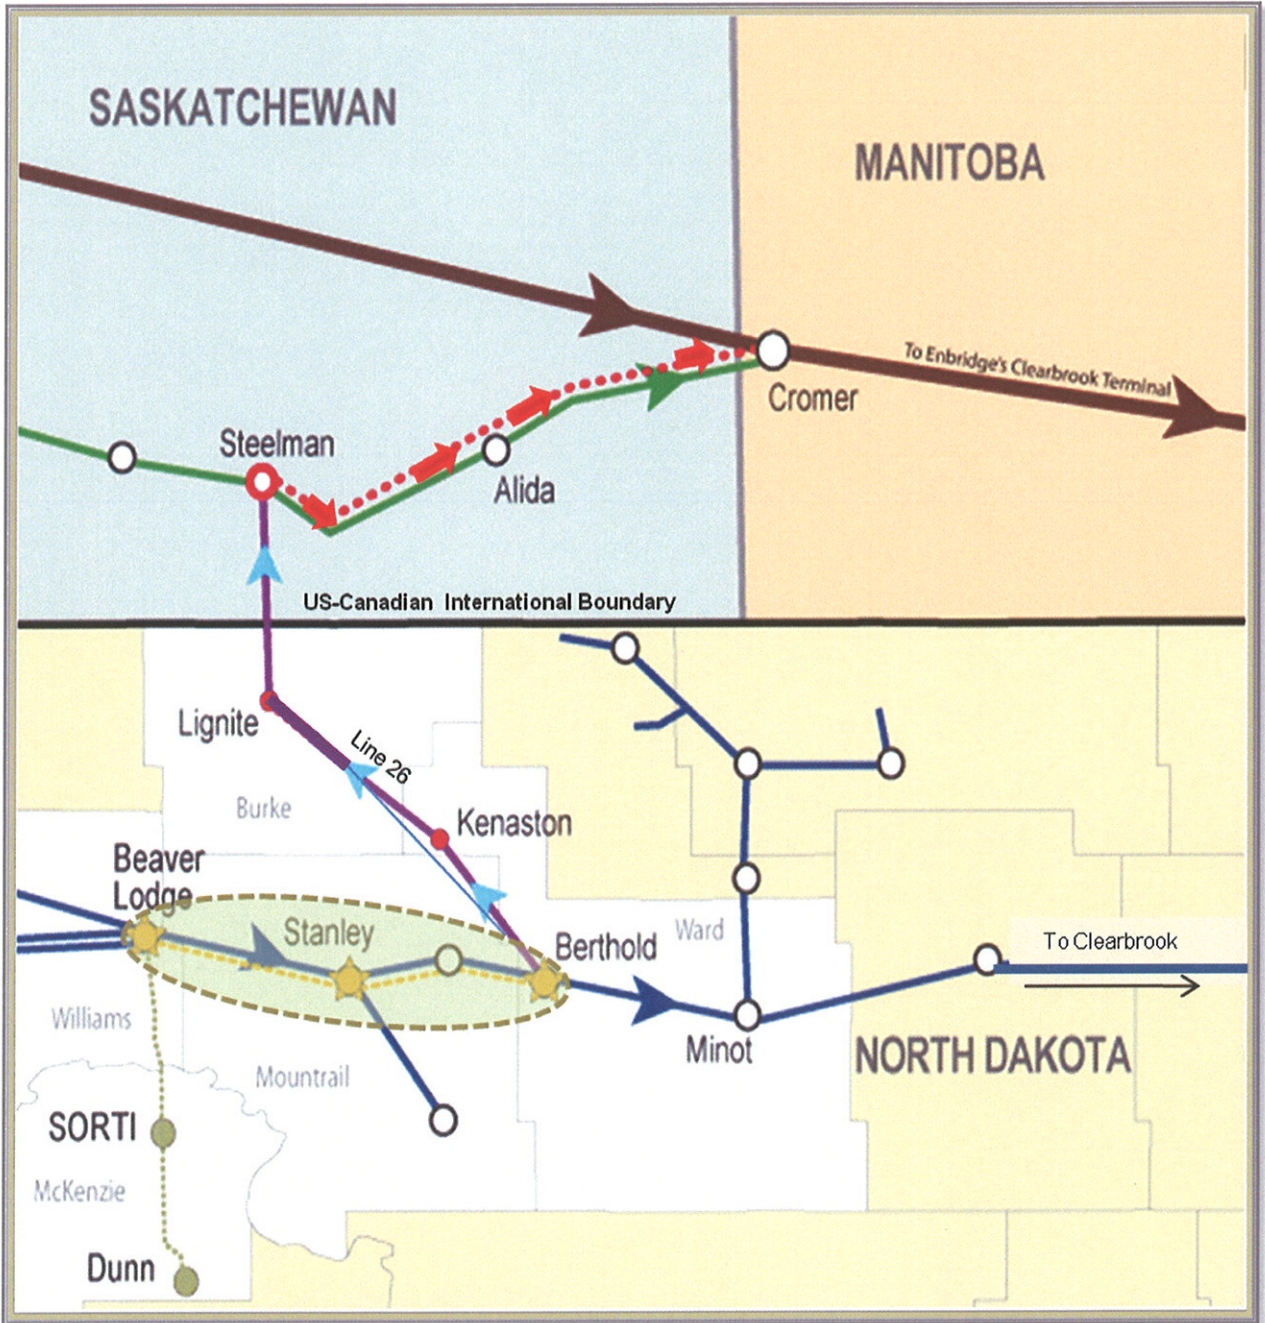 SASKATCHEWAN
MANITOBA
To Enbridge's Clearbrook Terminal
Cromer
Steelman
Alida
US-Canadian International Boundary
Lignite
Line 26
Burke
Kenaston
Beaver
Lodge
Stanley
Berthold
Ward
To Clearbrook
Williams
Minot
NORTH DAKOTA
Mountrail
SORTI
McKenzie
Dunn